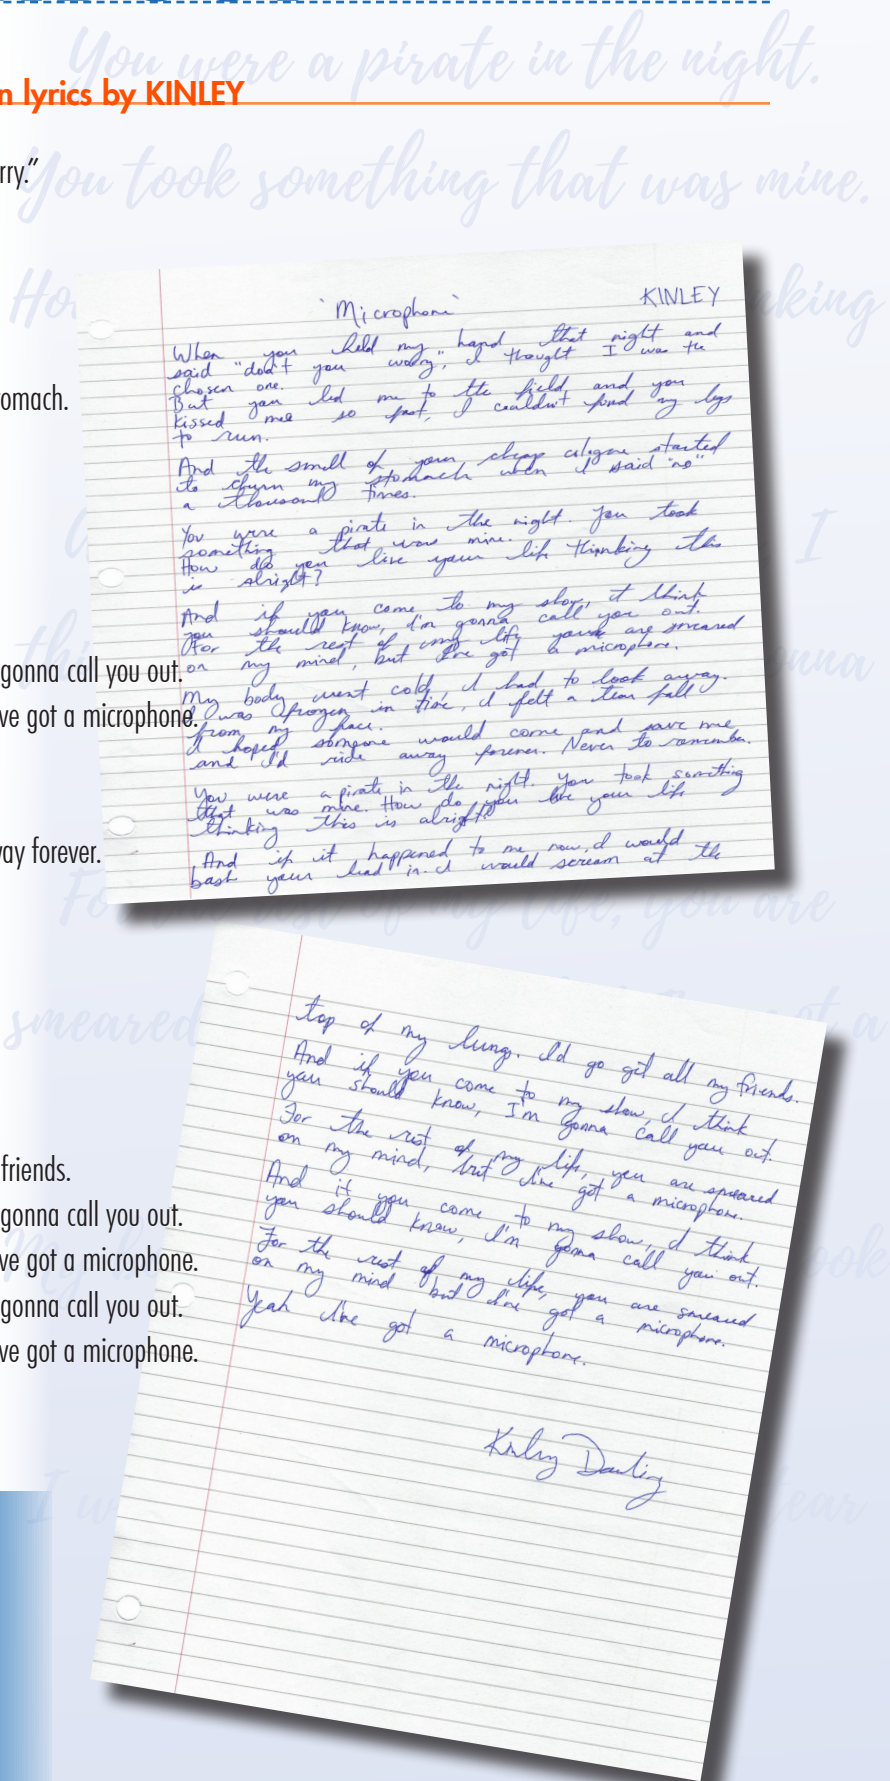 You were a pirate in the night.
n lyrics by KINLEY
rry."
You took something that was mine.
omach.
gonna call you out.
ve got a microphone.
way forever.
friends.
gonna call you out.
ve got a microphone.
gonna call you out.
ve got a microphone.
"Microphone" KINLEY
When you held my hand that night and
said "don't you worry", I thought I was the
chosen one.
But you led me to the field, and you
kissed me so fast, I couldn't find my legs
to run.
And the smell of your cheap cologne started
to churn my stomach when I said "no"
a thousand times.
You were a pirate in the night. You took
something that was mine.
How do you live your life thinking this
is alright?
And if you come to my show, I think
you should know, I'm gonna call you out.
For the rest of my life you are smeared
on my mind, but I've got a microphone.
My body went cold, I had to look away.
I was frozen in time, I felt a tear fall
from my face.
I hoped someone would come and save me
and I'd ride away forever. Never to remember.
You were a pirate in the night. You took something
that was mine. How do you live your life
thinking this is alright?
And if it happened to me now, I would
bash your head in. I would scream at the
For the rest of my life, you are
smeared
top of my lung. I'd go get all my friends.
And if you come to my show, I think
you should know, I'm gonna call you out.
For the rest of my life, you are smeared
on my mind, but I've got a microphone.
And if you come to my show, I think
you should know, I'm gonna call you out.
For the rest of my life, you are smeared
on my mind but I've got a microphone.
Yeah I've got a microphone.
Kinley Dowling